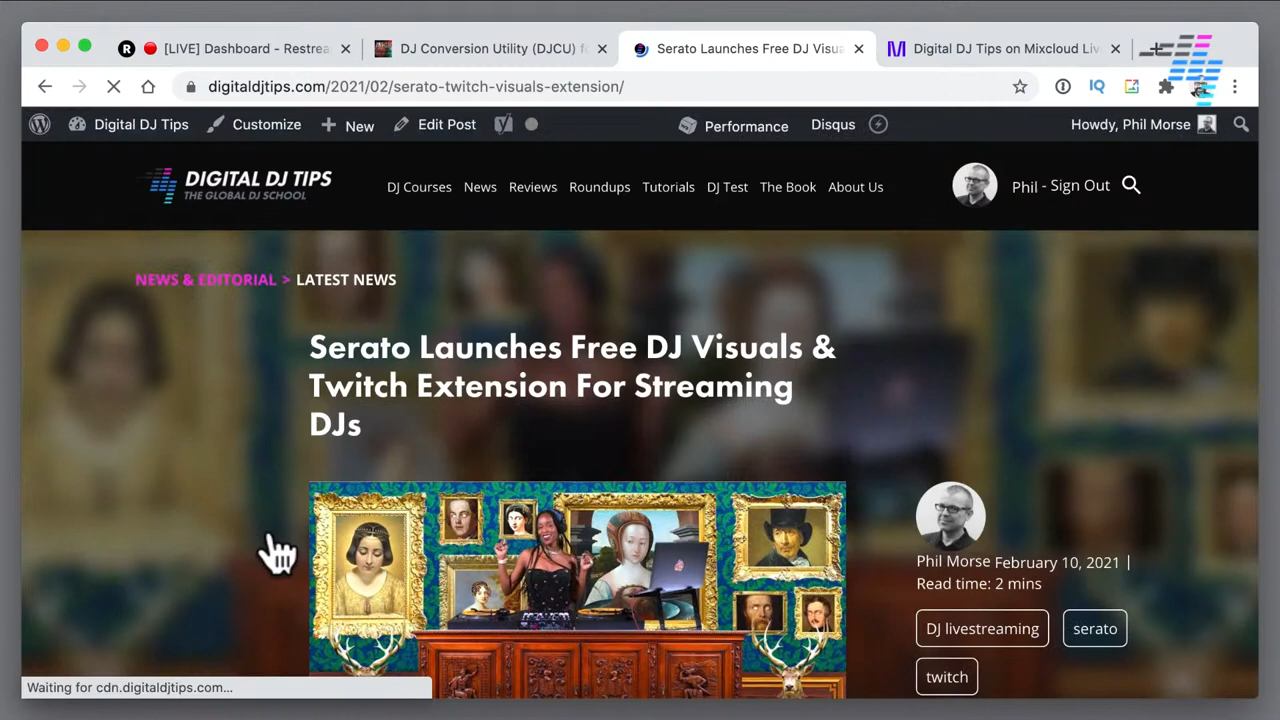 [LIVE] Dashboard - Restrea
DJ Conversion Utility (DJCU) f
Serato Launches Free DJ Visua
Digital DJ Tips on Mixcloud Liv
digitaldjtips.com/2021/02/serato-twitch-visuals-extension/
Digital DJ Tips
Customize
New
Edit Post
Performance
Disqus
Howdy, Phil Morse
DIGITAL DJ TIPS
THE GLOBAL DJ SCHOOL
DJ Courses
News
Reviews
Roundups
Tutorials
DJ Test
The Book
About Us
Phil - Sign Out
NEWS & EDITORIAL > LATEST NEWS
Serato Launches Free DJ Visuals &
Twitch Extension For Streaming
DJs
Phil Morse February 10, 2021 |
Read time: 2 mins
DJ livestreaming
serato
twitch
Waiting for cdn.digitaldjtips.com...